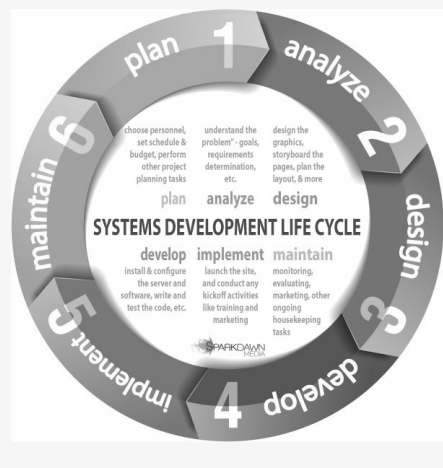 plan 1
analyze 2
design 3
develop 4
implement 5
maintain 6
choose personnel,
set schedule &
budget, perform
other project
planning tasks
plan
understand the
problem" - goals,
requirements
determination,
etc.
analyze
design the
graphics,
storyboard the
pages, plan the
layout, & more
design
SYSTEMS DEVELOPMENT LIFE CYCLE
develop
install & configure
the server and
software, write and
test the code, etc.
implement
launch the site,
and conduct any
kickoff activities
like training and
marketing
maintain
monitoring,
evaluating,
marketing, other
ongoing
housekeeping
tasks
SPARKDAWN
MEDIA